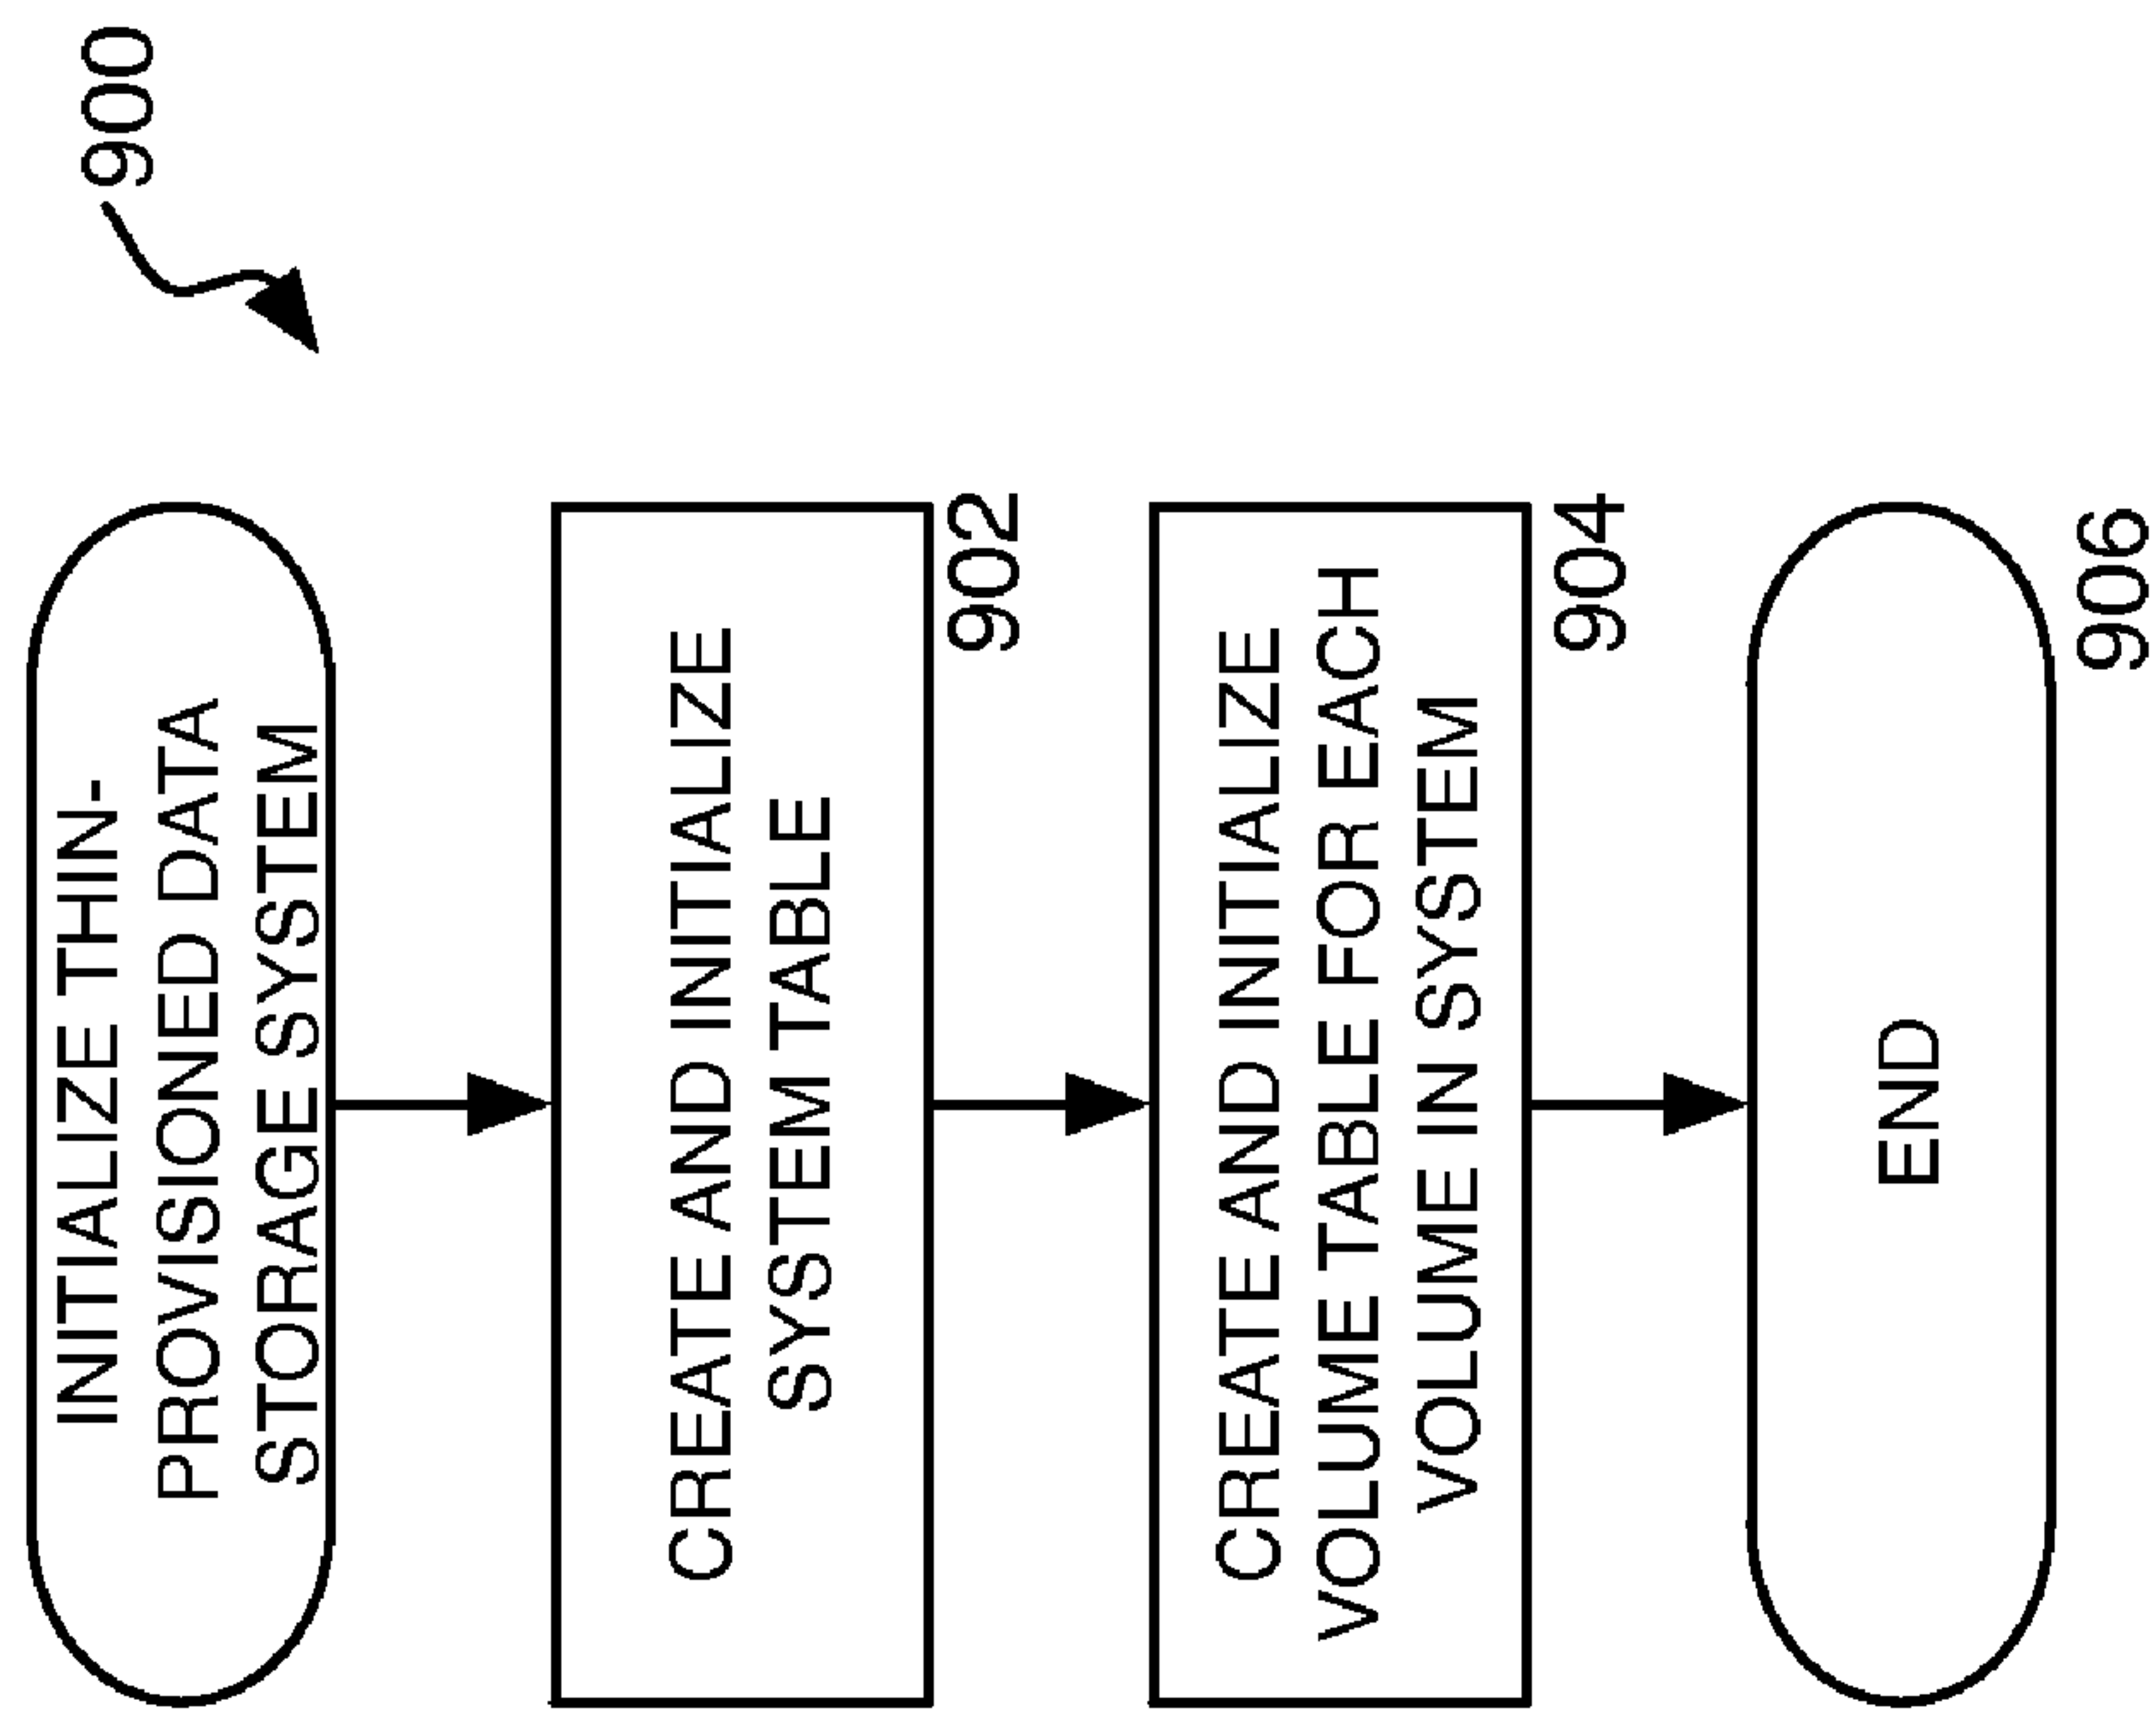 900
INITIALIZE THIN-
PROVISIONED DATA
STORAGE SYSTEM
CREATE AND INITIALIZE
SYSTEM TABLE
902
CREATE AND INITIALIZE
VOLUME TABLE FOR EACH
VOLUME IN SYSTEM
904
END
906